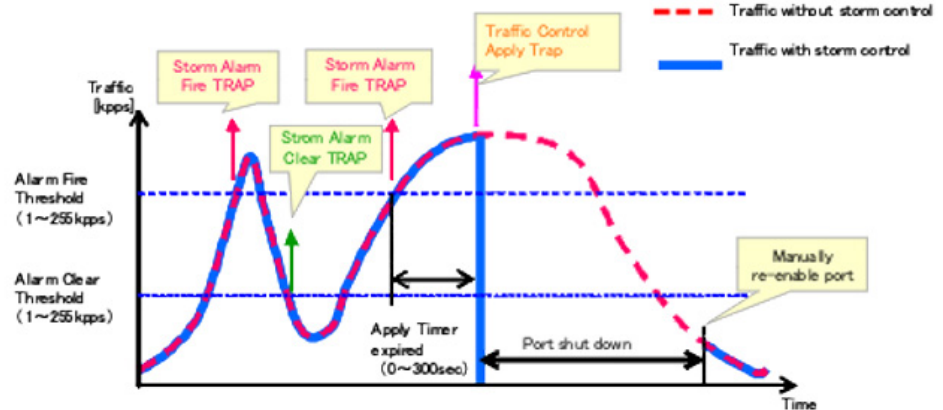 Traffic without storm control
Traffic with storm control
Traffic Control
Apply Trap
Storm Alarm
Fire TRAP
Storm Alarm
Fire TRAP
Strom Alarm
Clear TRAP
Traffic
[kpps]
Alarm Fire
Threshold
(1～255kpps)
Alarm Clear
Threshold
(1～255kpps)
Manually
re-enable port
Apply Timer
expired
(0～300sec)
Port shut down
Time